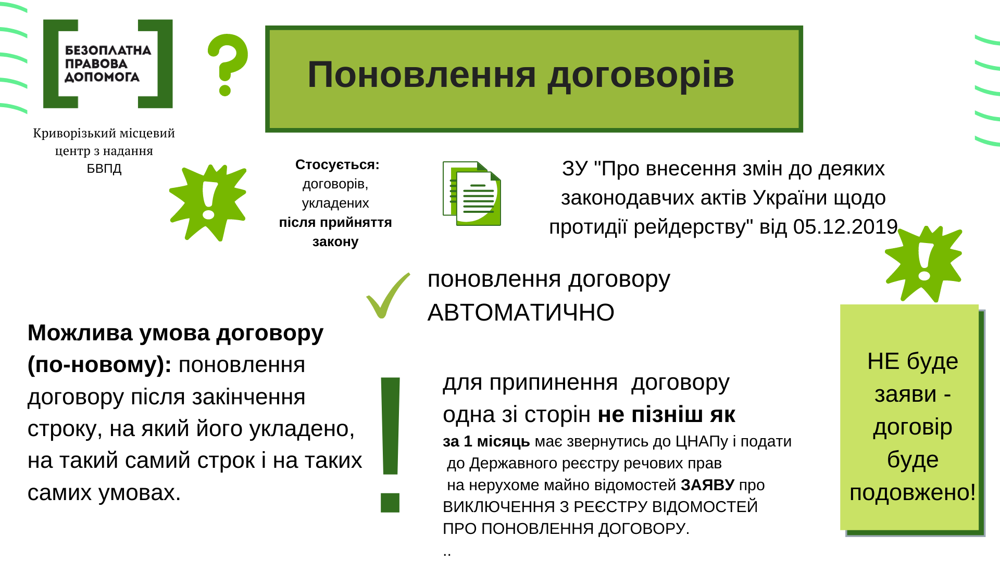 БЕЗОПЛАТНА
ПРАВОВА
ДОПОМОГА
Криворізький місцевий
центр з надання
БВПД
Поновлення договорів
Стосується:
договорів,
укладених
після прийняття
закону
ЗУ "Про внесення змін до деяких
законодавчих актів України щодо
протидії рейдерству" від 05.12.2019
поновлення договору
АВТОМАТИЧНО
Можлива умова договору
(по-новому): поновлення
договору після закінчення
строку, на який його укладено,
на такий самий строк і на таких
самих умовах.
для припинення  договору
одна зі сторін не пізніш як
за 1 місяць має звернутись до ЦНАПу і подати
до Державного реєстру речових прав
на нерухоме майно відомостей ЗАЯВУ про
ВИКЛЮЧЕННЯ З РЕЄСТРУ ВІДОМОСТЕЙ
ПРО ПОНОВЛЕННЯ ДОГОВОРУ.
..
НЕ буде
заяви -
договір
буде
подовжено!